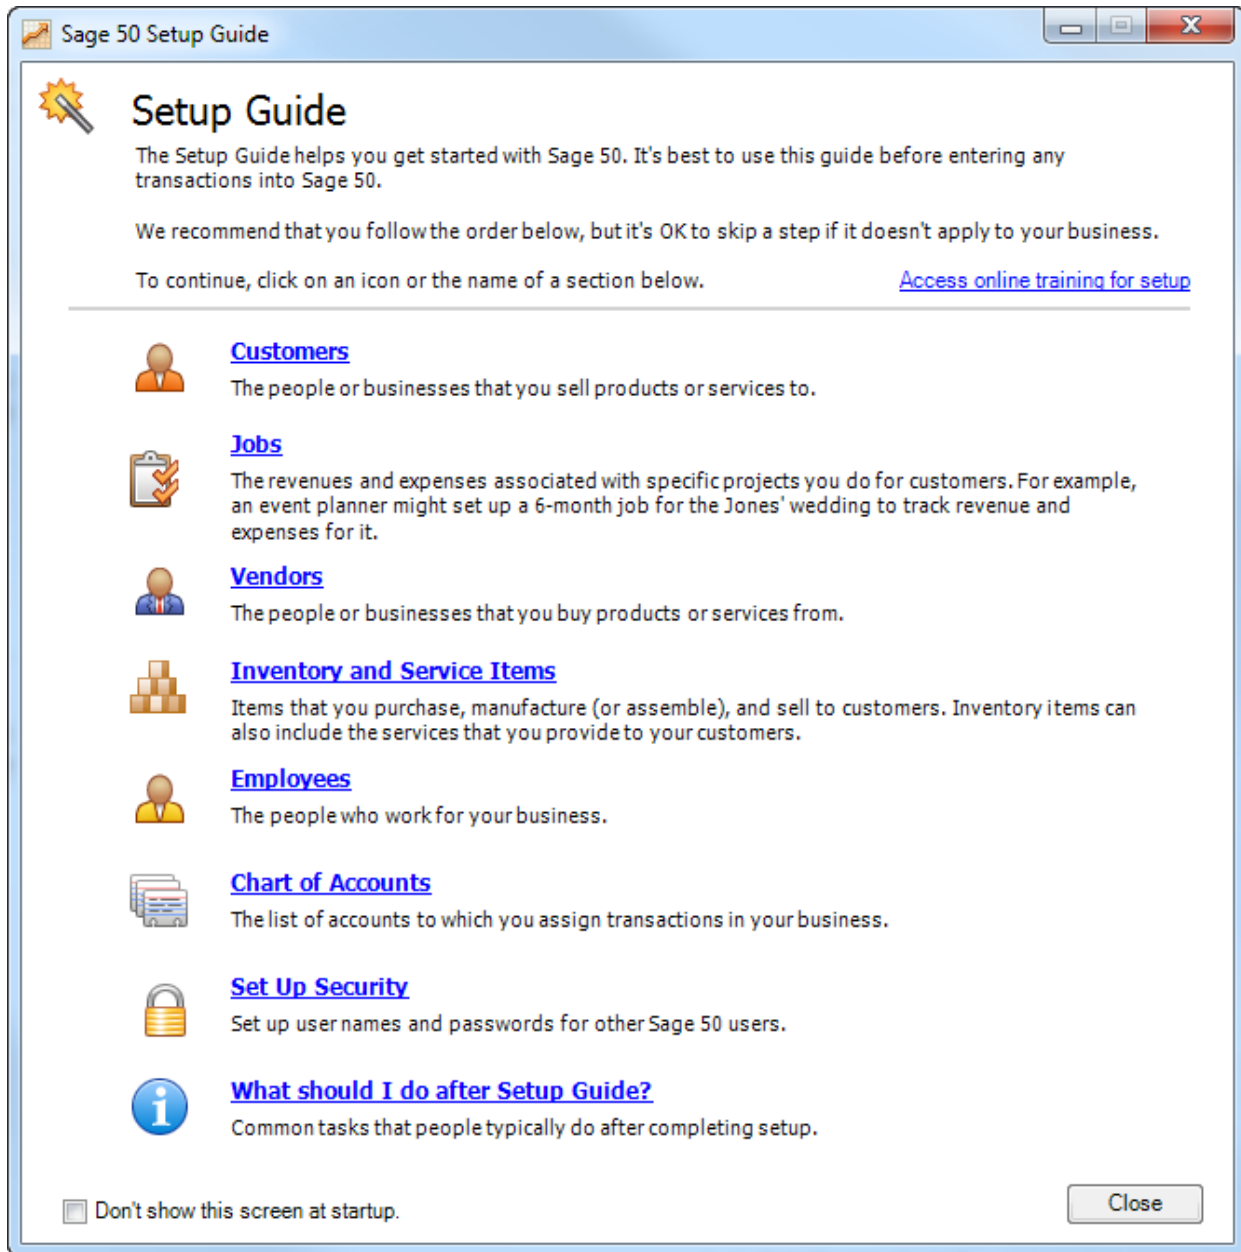 Sage 50 Setup Guide
Setup Guide
The Setup Guide helps you get started with Sage 50. It's best to use this guide before entering any
transactions into Sage 50.
We recommend that you follow the order below, but it's OK to skip a step if it doesn't apply to your business.
To continue, click on an icon or the name of a section below.
Access online training for setup
Customers
The people or businesses that you sell products or services to.
Jobs
The revenues and expenses associated with specific projects you do for customers. For example,
an event planner might set up a 6-month job for the Jones' wedding to track revenue and
expenses for it.
Vendors
The people or businesses that you buy products or services from.
Inventory and Service Items
Items that you purchase, manufacture (or assemble), and sell to customers. Inventory items can
also include the services that you provide to your customers.
Employees
The people who work for your business.
Chart of Accounts
The list of accounts to which you assign transactions in your business.
Set Up Security
Set up user names and passwords for other Sage 50 users.
What should I do after Setup Guide?
Common tasks that people typically do after completing setup.
Don't show this screen at startup.
Close